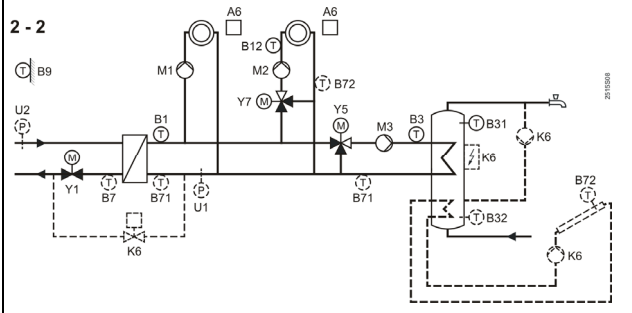 2 - 2
A6
A6
B12 T
M1
M2
T B72
T B9
Y7 M
2515S08
U2
P
B1
T
Y5
M
M3
B3
T
T B31
K6
K6
M
Y1
T
B7
T
B71
P
U1
T
B71
B72
T
T B32
K6
K6